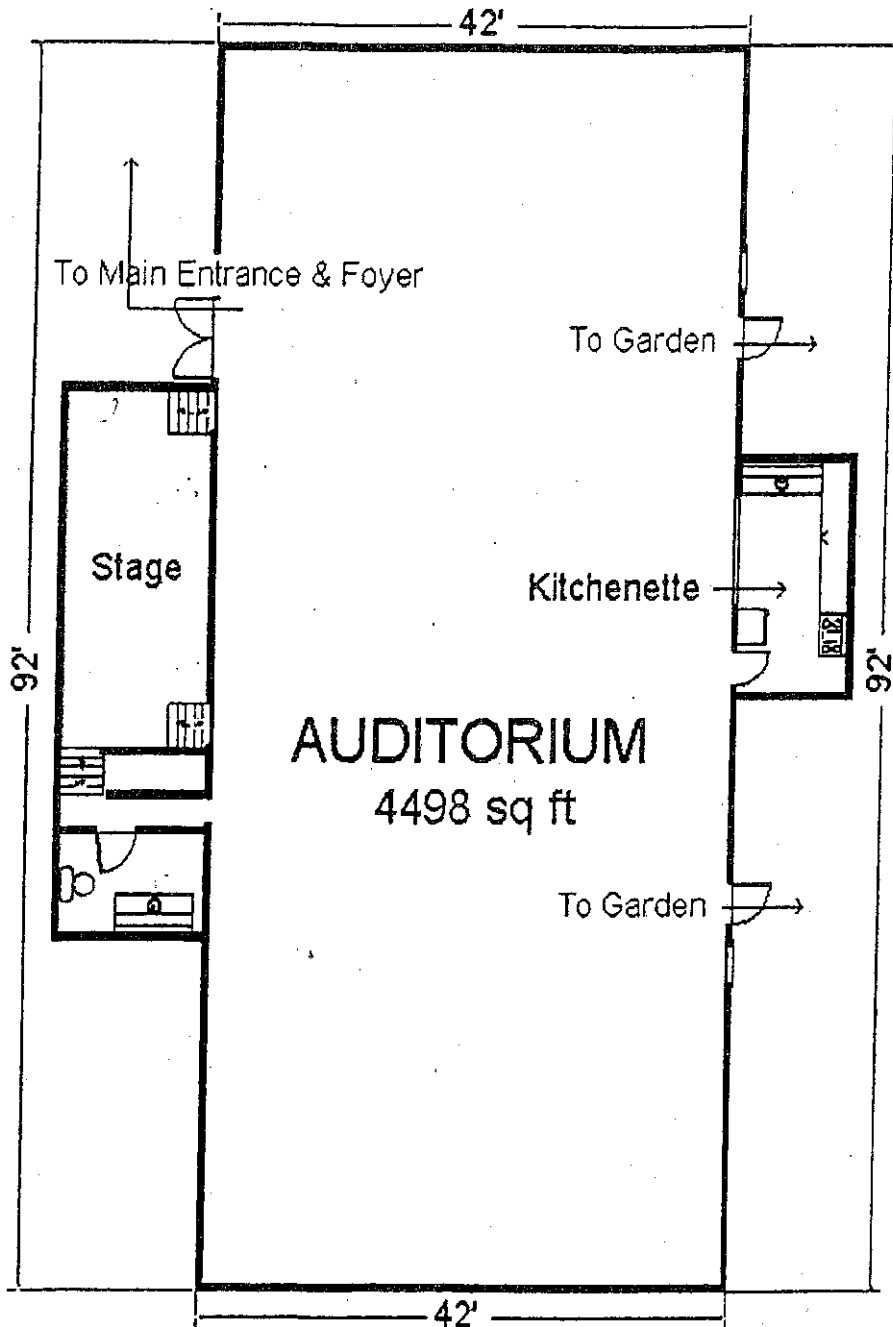 42'
To Main Entrance & Foyer
To Garden
Stage
Kitchenette
92'
92'
AUDITORIUM
4498 sq ft
To Garden
42'